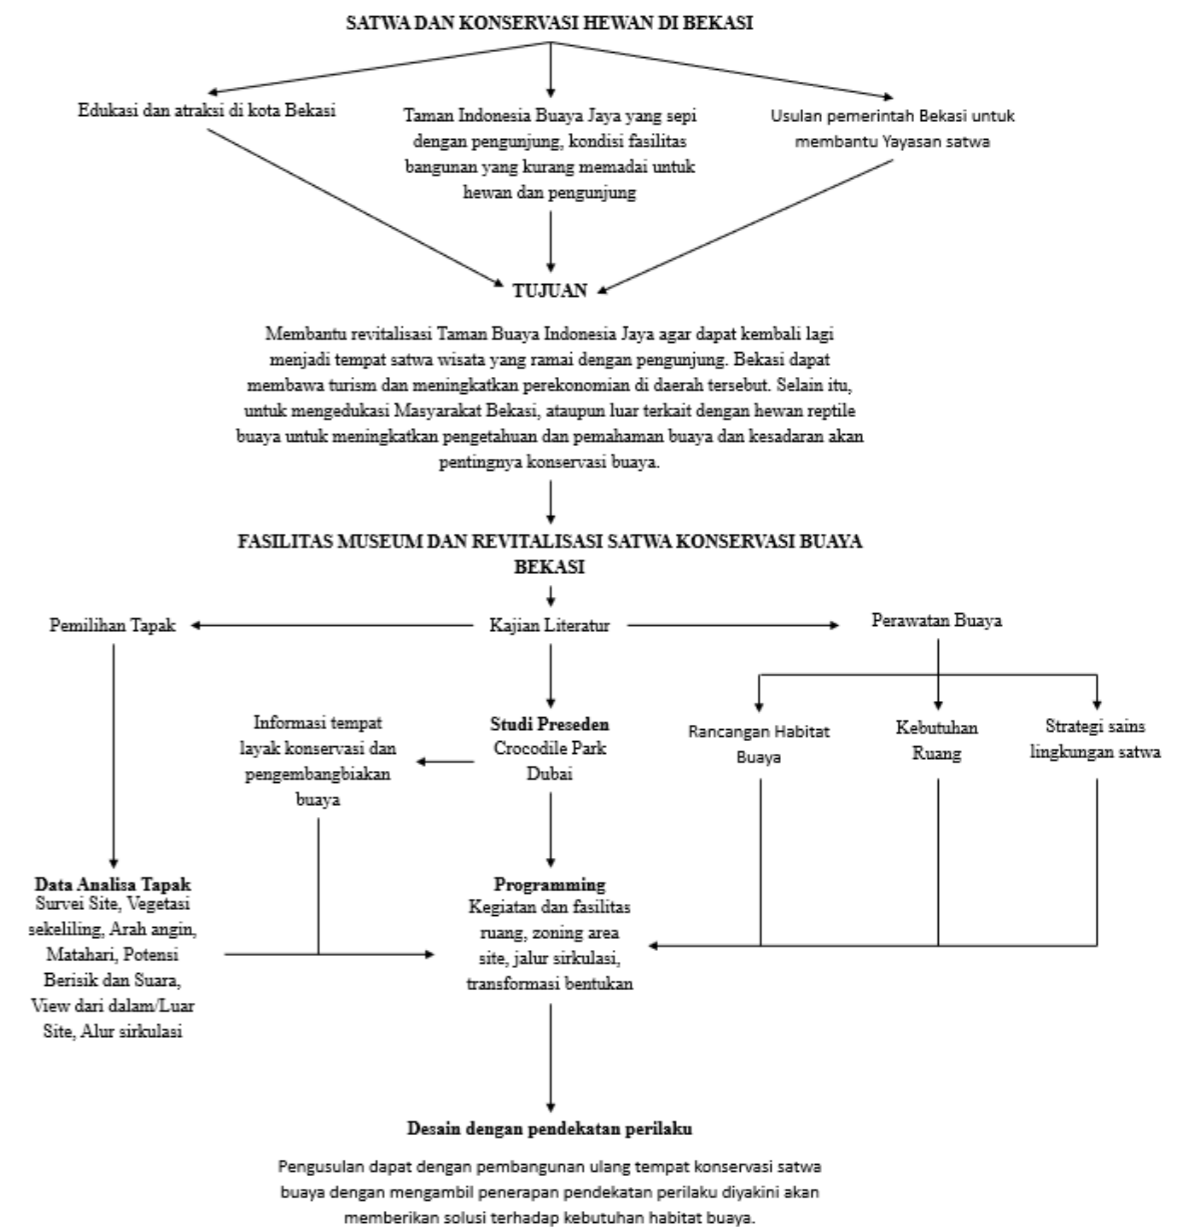 SATWA DAN KONSERVASI HEWAN DI BEKASI
Edukasi dan atraksi di kota Bekasi
Taman Indonesia Buaya Jaya yang sepi
dengan pengunjung, kondisi fasilitas
bangunan yang kurang memadai untuk
hewan dan pengunjung
Usulan pemerintah Bekasi untuk
membantu Yayasan satwa
TUJUAN
Membantu revitalisasi Taman Buaya Indonesia Jaya agar dapat kembali lagi
menjadi tempat satwa wisata yang ramai dengan pengunjung. Bekasi dapat
membawa turism dan meningkatkan perekonomian di daerah tersebut. Selain itu,
untuk mengedukasi Masyarakat Bekasi, ataupun luar terkait dengan hewan reptile
buaya untuk meningkatkan pengetahuan dan pemahaman buaya dan kesadaran akan
pentingnya konservasi buaya.
FASILITAS MUSEUM DAN REVITALISASI SATWA KONSERVASI BUAYA
BEKASI
Pemilihan Tapak
Kajian Literatur
Perawatan Buaya
Informasi tempat
layak konservasi dan
pengembangbiakan
buaya
Studi Preseden
Crocodile Park
Dubai
Rancangan Habitat
Buaya
Kebutuhan
Ruang
Strategi sains
lingkungan satwa
Data Analisa Tapak
Survei Site, Vegetasi
sekeliling, Arah angin,
Matahari, Potensi
Berisik dan Suara,
View dari dalam/Luar
Site, Alur sirkulasi
Programming
Kegiatan dan fasilitas
ruang, zoning area
site, jalur sirkulasi,
transformasi bentukan
Desain dengan pendekatan perilaku
Pengusulan dapat dengan pembangunan ulang tempat konservasi satwa
buaya dengan mengambil penerapan pendekatan perilaku diyakini akan
memberikan solusi terhadap kebutuhan habitat buaya.